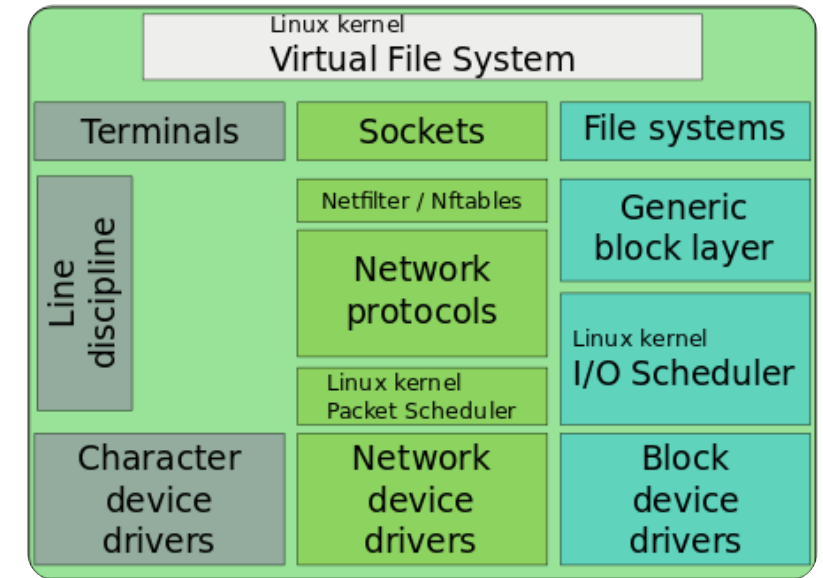 Linux kernel
Virtual File System
Terminals
Sockets
File systems
Line
discipline
Netfilter / Nftables
Network
protocols
Linux kernel
Packet Scheduler
Generic
block layer
Linux kernel
I/O Scheduler
Character
device
drivers
Network
device
drivers
Block
device
drivers